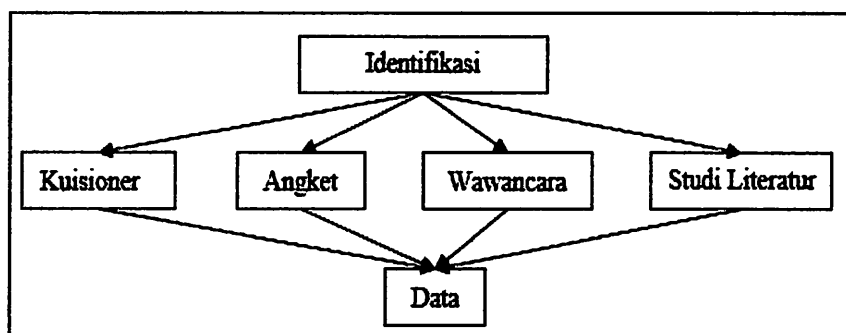 Identifikasi
Kuisioner
Angket
Wawancara
Studi Literatur
Data